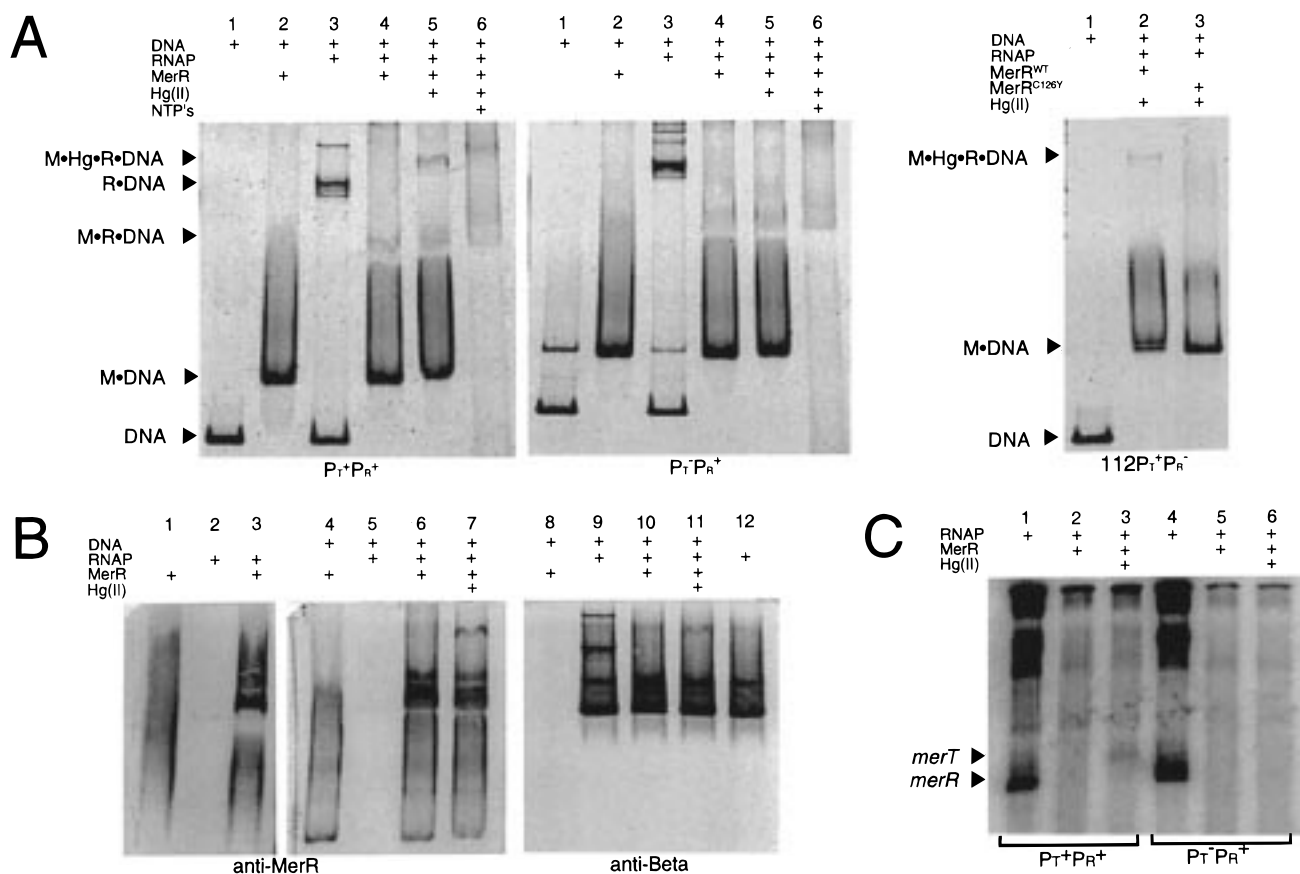 A
1 2 3 4 5 6
DNA + + + + + +
RNAP + + + +
MerR + + + +
Hg(II) + +
NTP's +
M•Hg•R•DNA
R•DNA
M•R•DNA
M•DNA
DNA
PT+PR+
1 2 3 4 5 6
+ + + + + +
+ + + +
+ + + +
+ +
+
PT-PR+
1 2 3
DNA + + +
RNAP + +
MerRWT +
MerRC126Y +
Hg(II) + +
M•Hg•R•DNA
M•DNA
DNA
112PT+PR-
B
1 2 3 4 5 6 7 8 9 10 11 12
DNA + + + + + + + +
RNAP + + + + + + + + +
MerR + + + + + + + +
Hg(II) + +
anti-MerR
anti-Beta
C
1 2 3 4 5 6
RNAP + + + + + +
MerR + + + +
Hg(II) + +
merT
merR
PT+PR+
PT-PR+